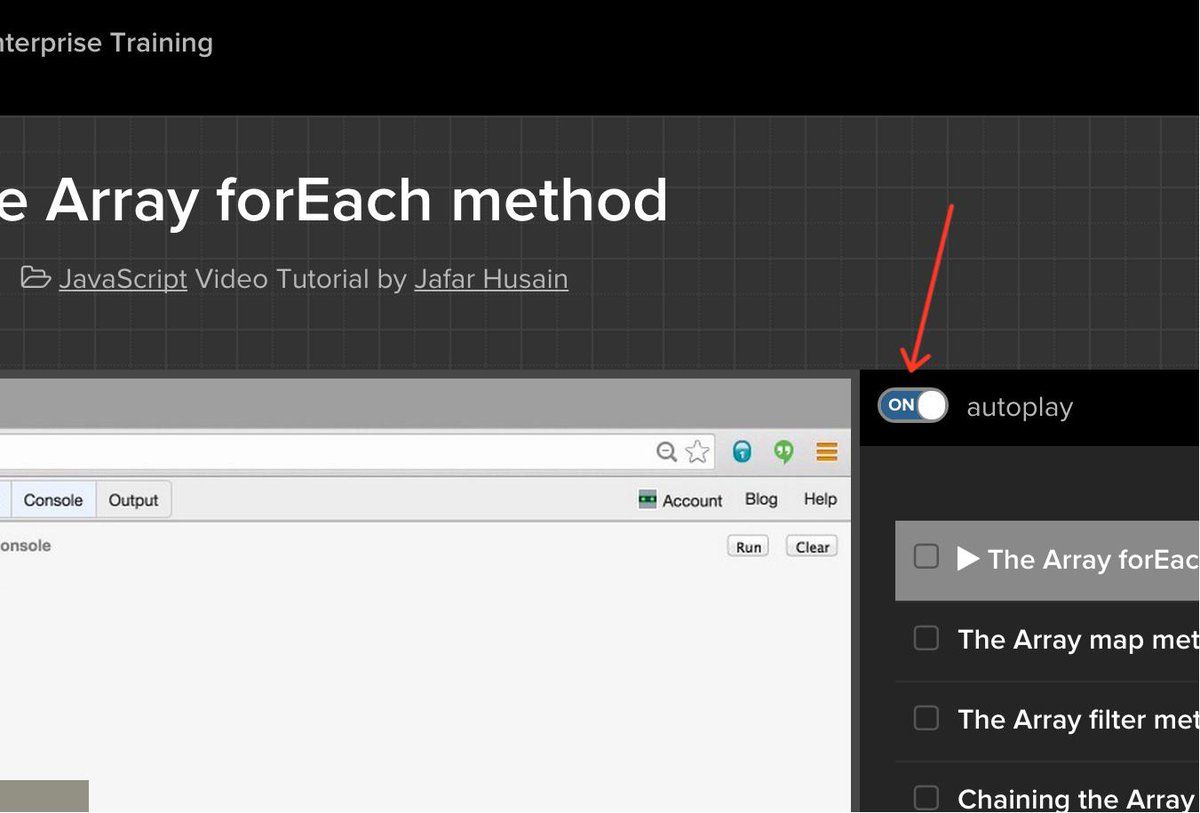 nterprise Training
e Array forEach method
JavaScript Video Tutorial by Jafar Husain
ON autoplay
Console Output Account Blog Help
onsole Run Clear
The Array forEac
The Array map met
The Array filter met
Chaining the Array